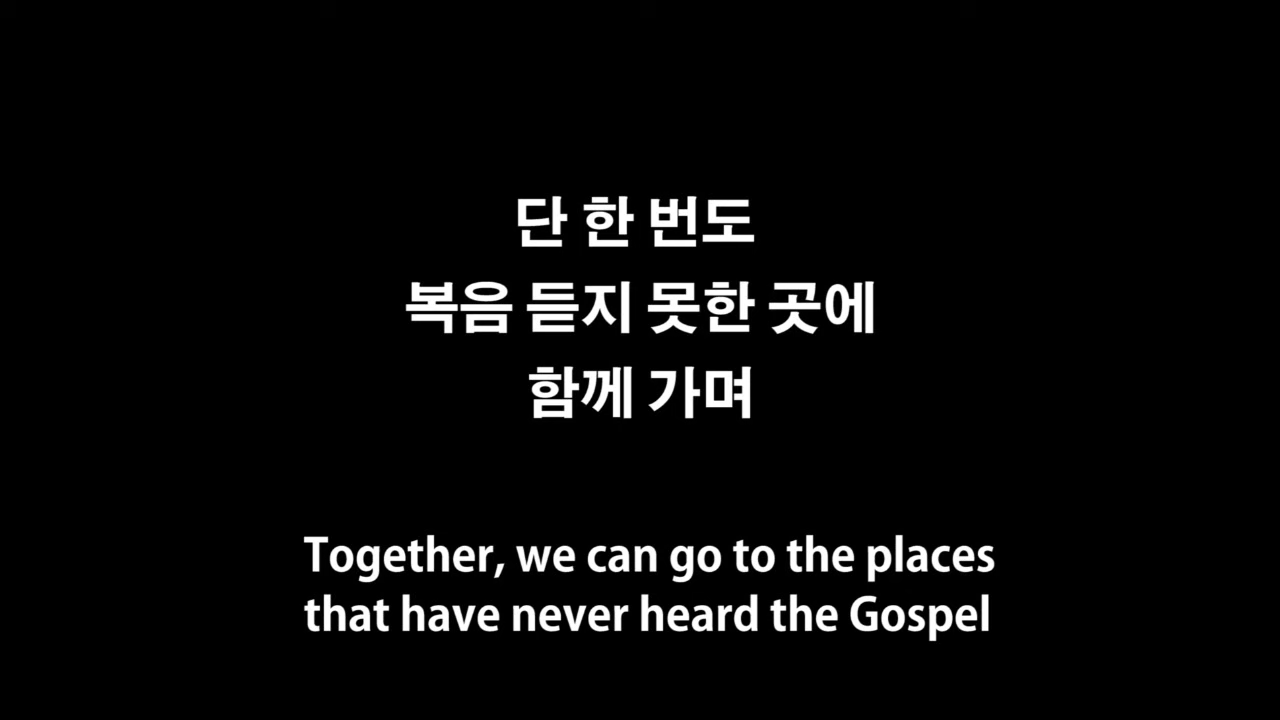 단 한 번도
복음 듣지 못한 곳에
함께 가며
Together, we can go to the places
that have never heard the Gospel